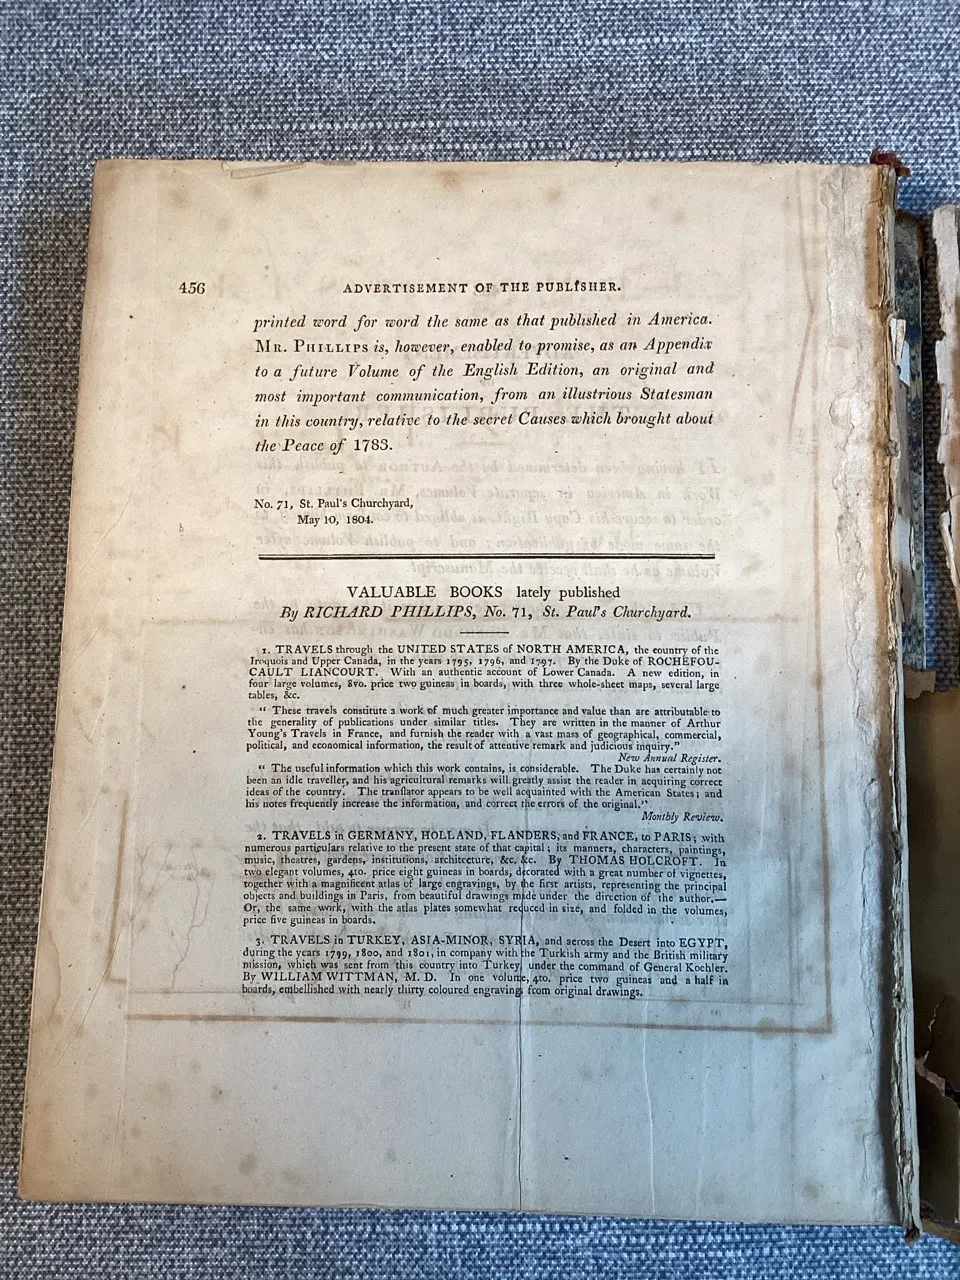 456
ADVERTISEMENT OF THE PUBLISHER.
printed word for word the same as that published in America.
MR. PHILLIPS is, however, enabled to promise, as an Appendix
to a future Volume of the English Edition, an original and
most important communication, from an illustrious Statesman
in this country, relative to the secret Causes which brought about
the Peace of 1783.
No. 71, St. Paul's Churchyard,
May 10, 1804.
VALUABLE BOOKS lately published
By RICHARD PHILLIPS, No. 71, St. Paul's Churchyard.
1. TRAVELS through the UNITED STATES of NORTH AMERICA, the country of the
Iroquois and Upper Canada, in the years 1795, 1796, and 1797. By the Duke of ROCHEFOU-
CAULT LIANCOURT. With an authentic account of Lower Canada. A new edition, in
four large volumes, 8vo. price two guineas in boards, with three whole-sheet maps, several large
tables, &c.
" These travels constitute a work of much greater importance and value than are attributable to
the generality of publications under similar titles. They are written in the manner of Arthur
Young's Travels in France, and furnish the reader with a vast mass of geographical, commercial,
political, and economical information, the result of attentive remark and judicious inquiry."
New Annual Register.
" The useful information which this work contains, is considerable. The Duke has certainly not
been an idle traveller, and his agricultural remarks will greatly assist the reader in acquiring correct
ideas of the country. The tranſlator appears to be well acquainted with the American States; and
his notes frequently increase the information, and correct the errors of the original."
Monthly Review.
2. TRAVELS in GERMANY, HOLLAND, FLANDERS, and FRANCE, to PARIS; with
numerous particulars relative to the present state of that capital; its manners, characters, paintings,
music, theatres, gardens, institutions, architecture, &c. &c. By THOMAS HOLCROFT. In
two elegant volumes, 4to. price eight guineas in boards, decorated with a great number of vignettes,
together with a magnificent atlas of large engravings, by the first artists, representing the principal
objects and buildings in Paris, from beautiful drawings made under the direction of the author.—
Or, the same work, with the atlas plates somewhat reduced in size, and folded in the volumes,
price five guineas in boards.
3. TRAVELS in TURKEY, ASIA-MINOR, SYRIA, and across the Desert into EGYPT,
during the years 1799, 1800, and 1801, in company with the Turkish army and the British military
mission, which was sent from this country into Turkey, under the command of General Koehler.
By WILLIAM WITTMAN, M. D. In one volume, 4to. price two guineas and a half in
boards, embellished with nearly thirty coloured engravings from original drawings.